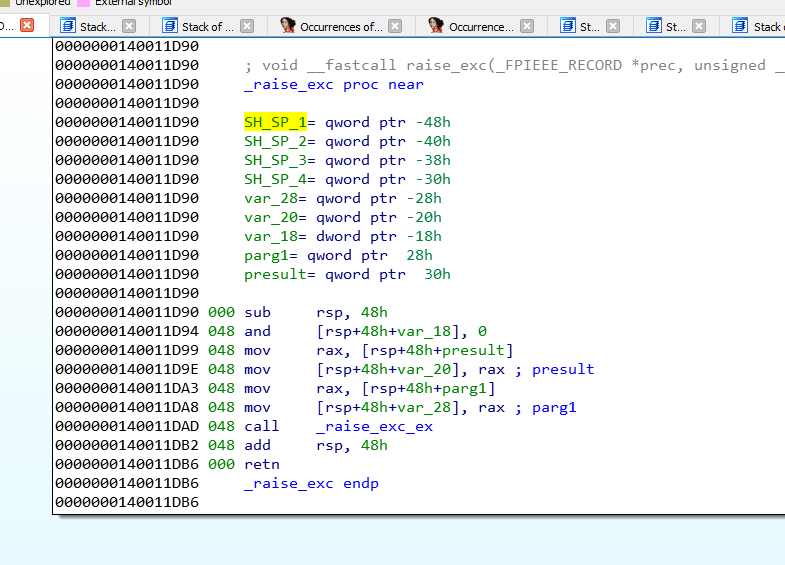 Unexplored External symbol
O... Stack... Stack of ... Occurrences of... Occurrence... St... St... Stack
0000000140011D90
0000000140011D90 ; void __fastcall raise_exc(_FPIEEE_RECORD *prec, unsigned __
0000000140011D90 _raise_exc proc near
0000000140011D90
0000000140011D90 SH_SP_1= qword ptr -48h
0000000140011D90 SH_SP_2= qword ptr -40h
0000000140011D90 SH_SP_3= qword ptr -38h
0000000140011D90 SH_SP_4= qword ptr -30h
0000000140011D90 var_28= qword ptr -28h
0000000140011D90 var_20= qword ptr -20h
0000000140011D90 var_18= dword ptr -18h
0000000140011D90 parg1= qword ptr  28h
0000000140011D90 presult= qword ptr  30h
0000000140011D90
0000000140011D90 000 sub     rsp, 48h
0000000140011D94 048 and     [rsp+48h+var_18], 0
0000000140011D99 048 mov     rax, [rsp+48h+presult]
0000000140011D9E 048 mov     [rsp+48h+var_20], rax ; presult
0000000140011DA3 048 mov     rax, [rsp+48h+parg1]
0000000140011DA8 048 mov     [rsp+48h+var_28], rax ; parg1
0000000140011DAD 048 call    _raise_exc_ex
0000000140011DB2 048 add     rsp, 48h
0000000140011DB6 000 retn
0000000140011DB6 _raise_exc endp
0000000140011DB6